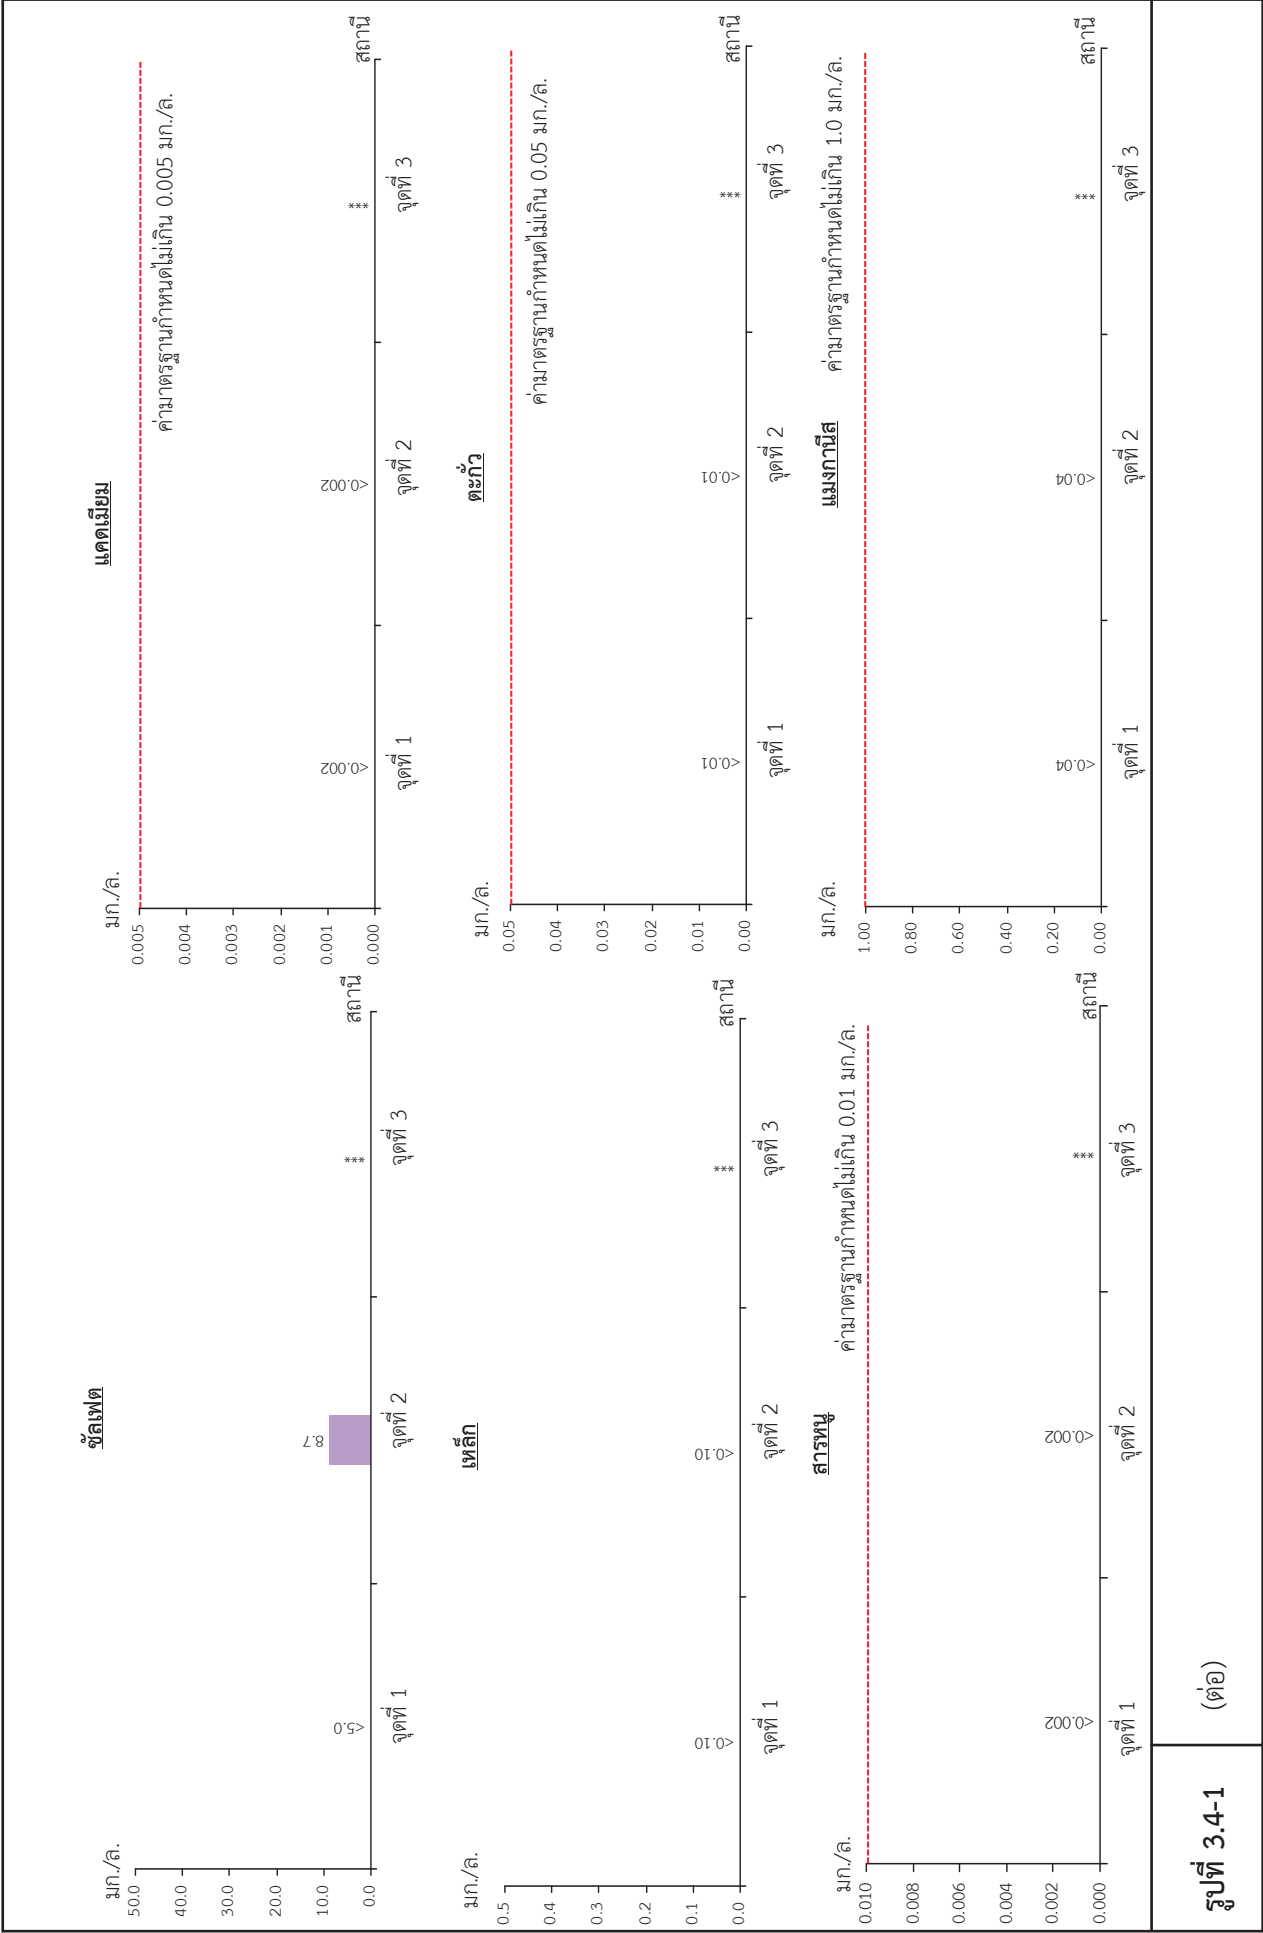 ซัลเฟต
มก./ล.
50.0
40.0
30.0
20.0
10.0
0.0
<5.0
8.7
***
จุดที่ 1
จุดที่ 2
จุดที่ 3
สถานี
แคดเมียม
มก./ล.
0.005
0.004
0.003
0.002
0.001
0.000
ค่ามาตรฐานกำหนดไม่เกิน 0.005 มก./ล.
<0.002
<0.002
***
จุดที่ 1
จุดที่ 2
จุดที่ 3
สถานี
เหล็ก
มก./ล.
0.5
0.4
0.3
0.2
0.1
0.0
<0.10
<0.10
***
จุดที่ 1
จุดที่ 2
จุดที่ 3
สถานี
ตะกั่ว
มก./ล.
0.05
0.04
0.03
0.02
0.01
0.00
ค่ามาตรฐานกำหนดไม่เกิน 0.05 มก./ล.
<0.01
<0.01
***
จุดที่ 1
จุดที่ 2
จุดที่ 3
สถานี
สารหนู
มก./ล.
0.010
0.008
0.006
0.004
0.002
0.000
ค่ามาตรฐานกำหนดไม่เกิน 0.01 มก./ล.
<0.002
<0.002
***
จุดที่ 1
จุดที่ 2
จุดที่ 3
สถานี
แมงกานีส
มก./ล.
1.00
0.80
0.60
0.40
0.20
0.00
ค่ามาตรฐานกำหนดไม่เกิน 1.0 มก./ล.
<0.04
<0.04
***
จุดที่ 1
จุดที่ 2
จุดที่ 3
สถานี
รูปที่ 3.4-1
(ต่อ)